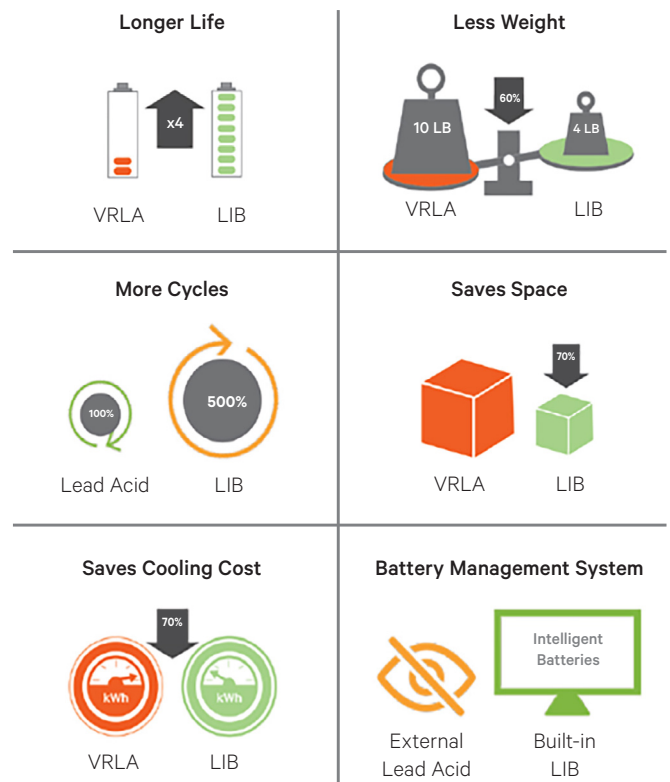 Longer Life
x4
VRLA
LIB
Less Weight
10 LB
60%
4 LB
VRLA
LIB
More Cycles
100%
500%
Lead Acid
LIB
Saves Space
70%
VRLA
LIB
Saves Cooling Cost
70%
kWh
kWh
VRLA
LIB
Battery Management System
Intelligent
Batteries
External
Lead Acid
Built-in
LIB